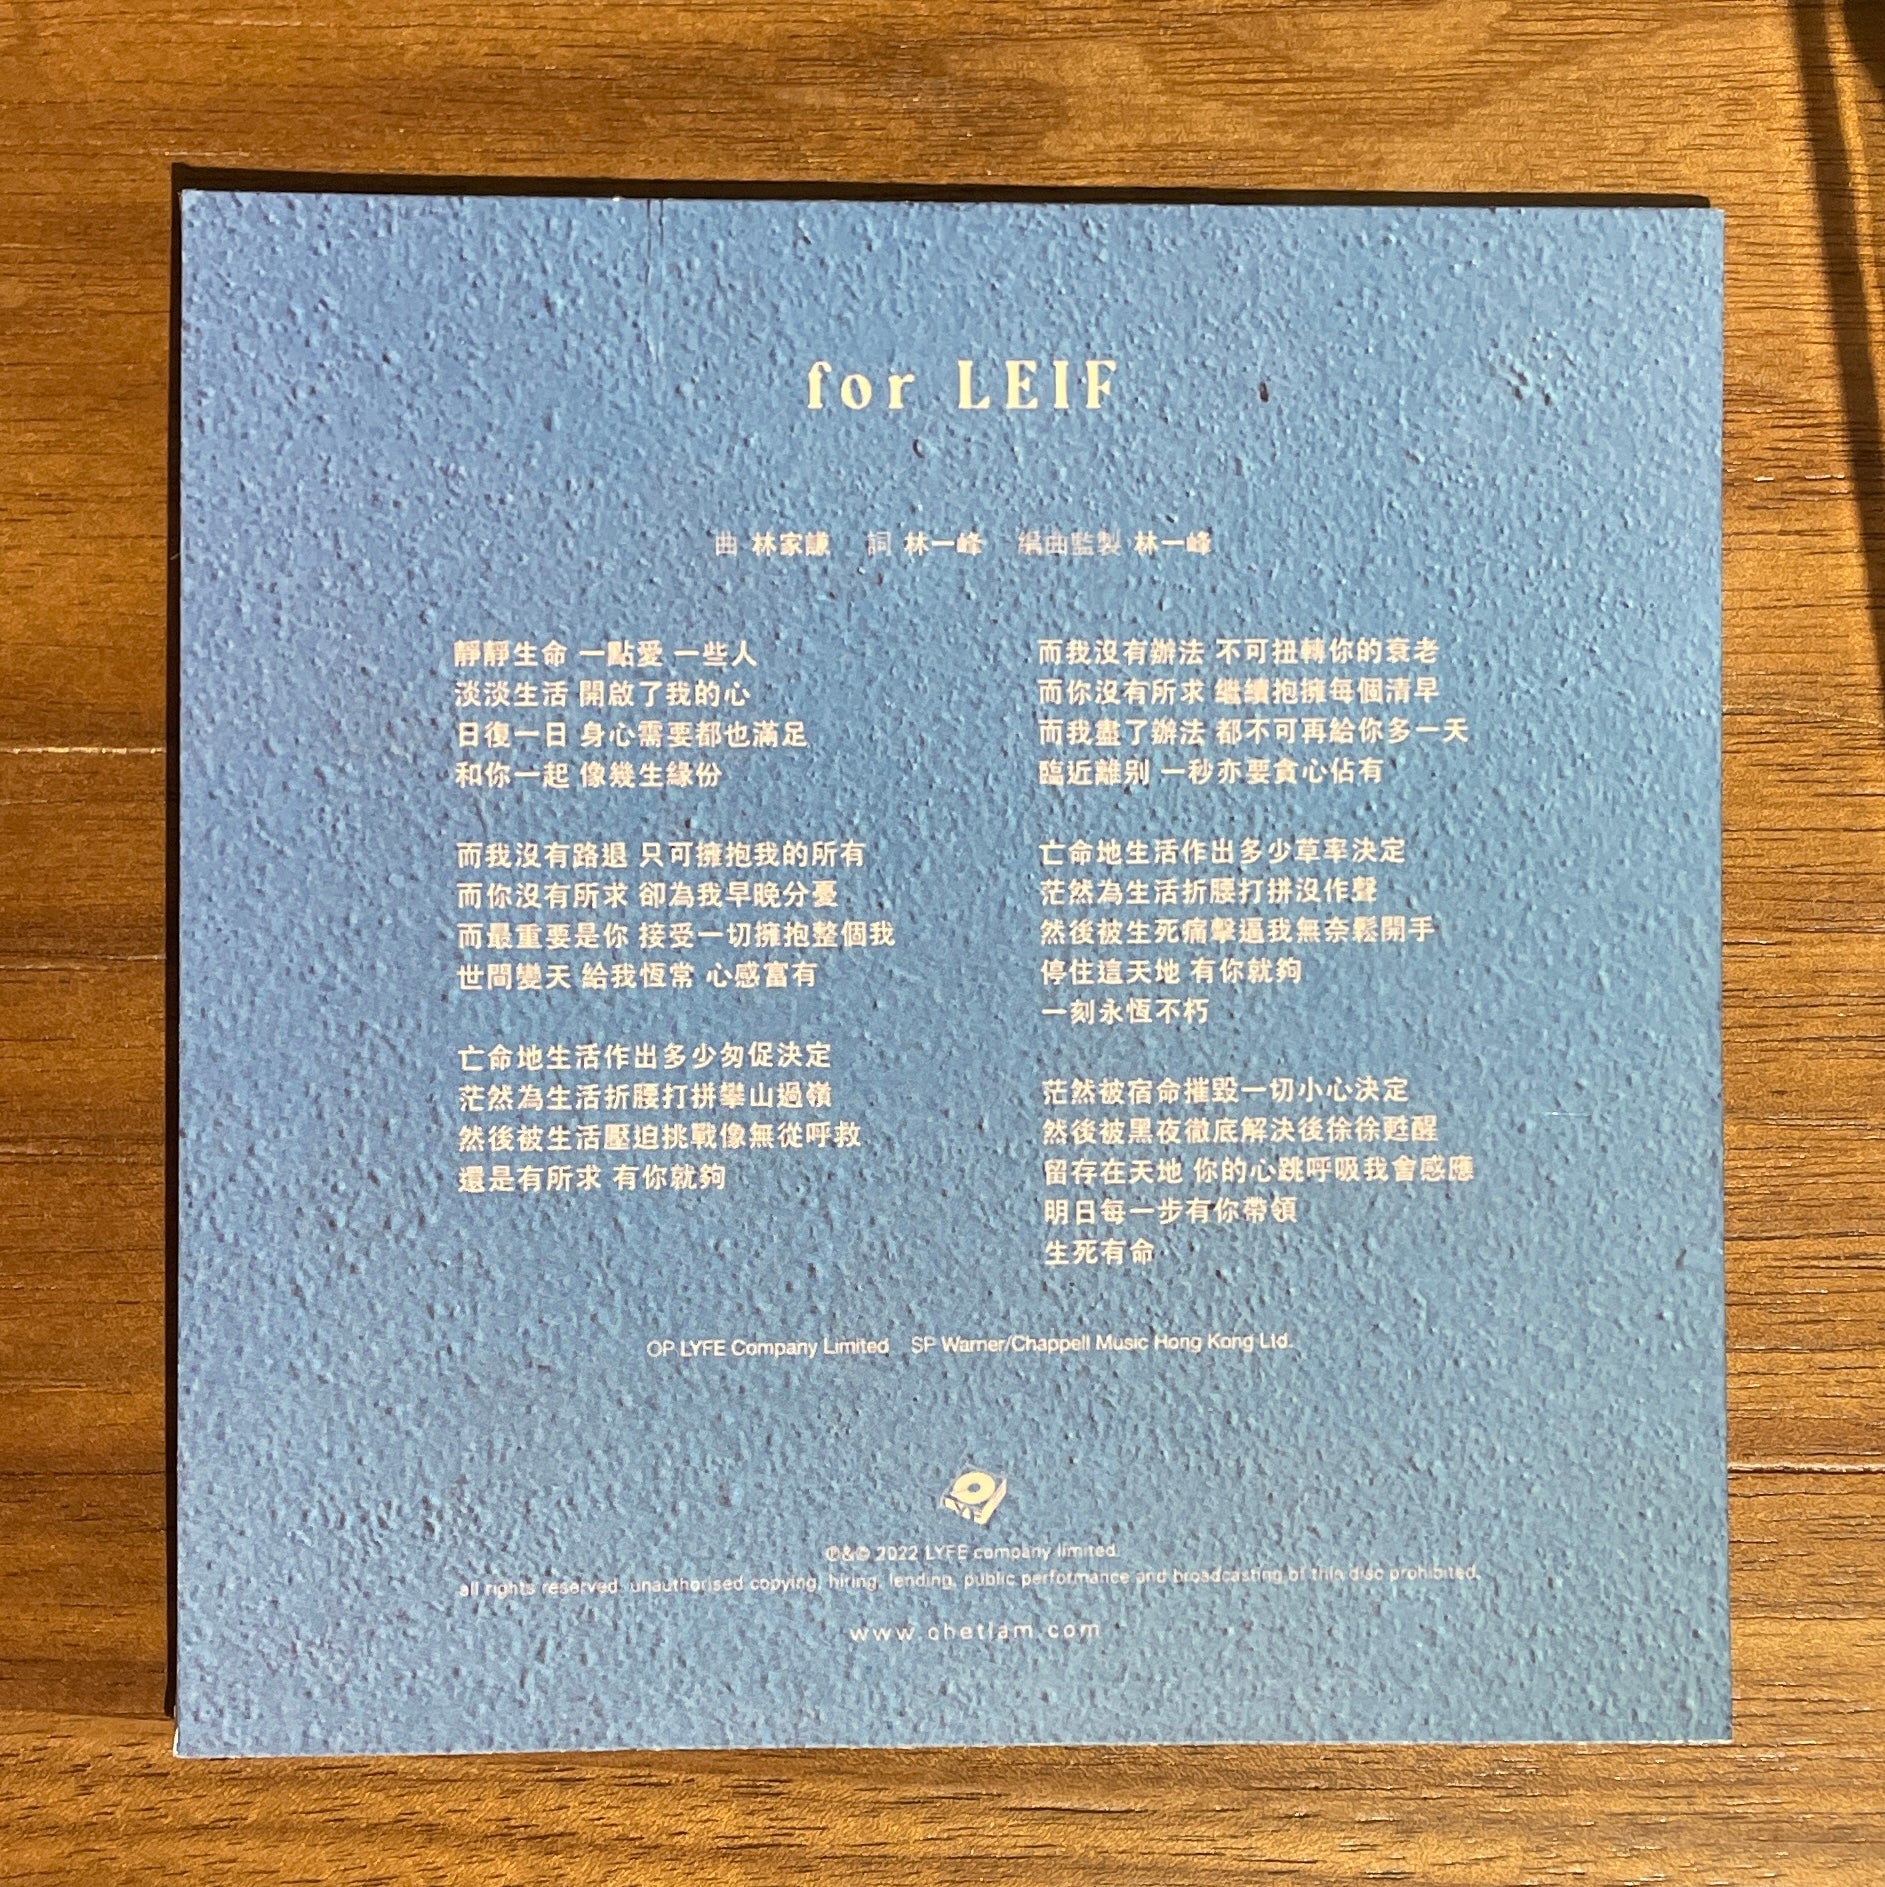 for LEIF
曲 林家謙 詞 林一峰 編曲監製 林一峰
靜靜生命 一點愛 一些人
淡淡生活 開啟了我的心
日復一日 身心需要都也滿足
和你一起 像幾生緣份
而我沒有路退 只可擁抱我的所有
而你沒有所求 卻為我早晚分憂
而最重要是你 接受一切擁抱整個我
世間變天 給我恆常 心感富有
亡命地生活作出多少匆促決定
茫然為生活折腰打拼攀山過嶺
然後被生活壓迫挑戰像無從呼救
還是有所求 有你就夠
而我沒有辦法 不可扭轉你的衰老
而你沒有所求 繼續抱擁每個清早
而我盡了辦法 都不可再給你多一天
臨近離別 一秒亦要貪心佔有
亡命地生活作出多少草率決定
茫然為生活折腰打拼沒作聲
然後被生死痛擊逼我無奈鬆開手
停住這天地 有你就夠
一刻永恆不朽
茫然被宿命摧毀一切小心決定
然後被黑夜徹底解決後徐徐甦醒
留存在天地 你的心跳呼吸我會感應
明日每一步有你帶領
生死有命
OP LYFE Company Limited SP Warner/Chappell Music Hong Kong Ltd.
℗&© 2022 LYFE company limited.
all rights reserved. unauthorised copying, hiring, lending, public performance and broadcasting of this disc prohibited.
www.chetlam.com